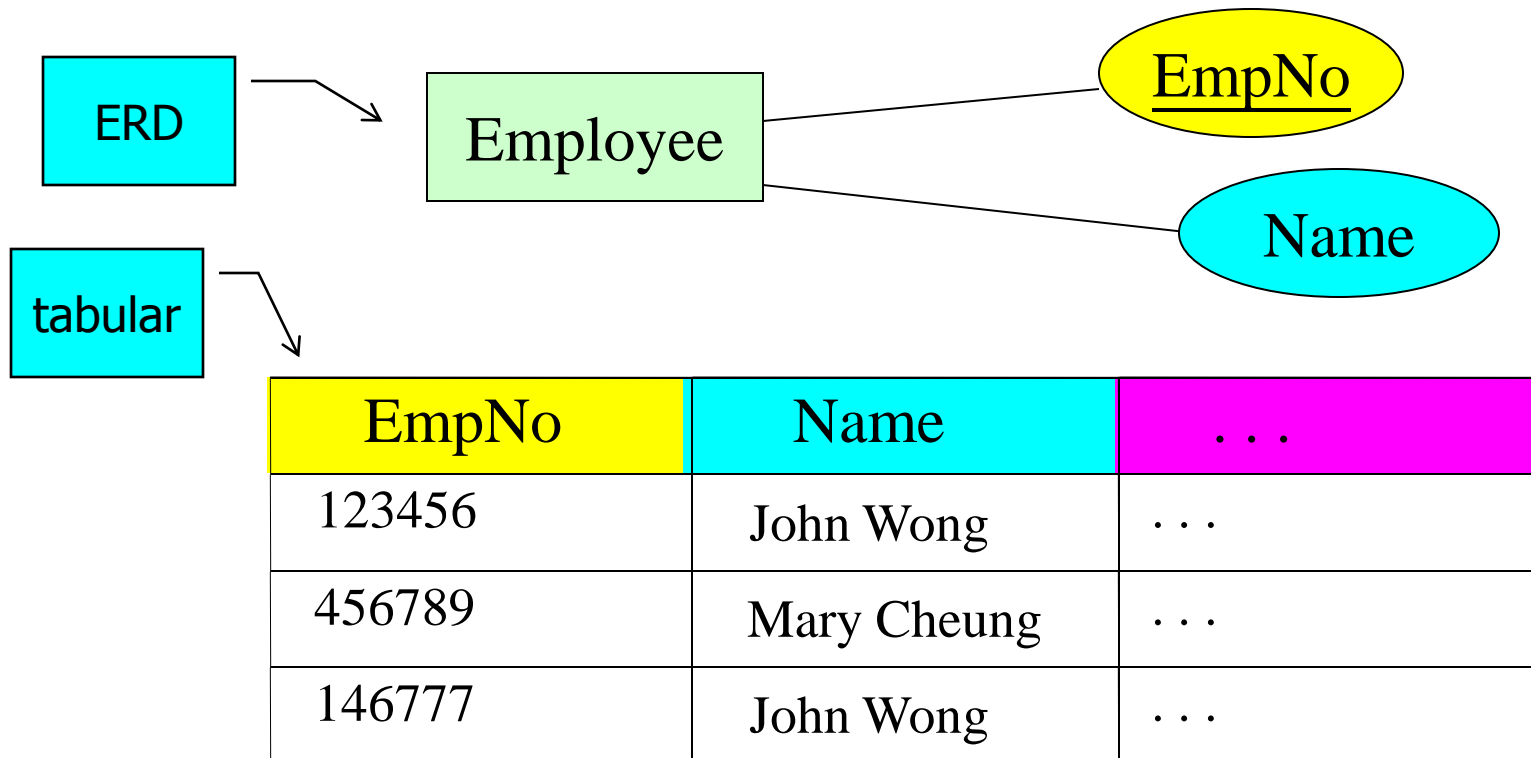 ERD
Employee
EmpNo
Name
tabular
EmpNo Name . . .
123456 John Wong . . .
456789 Mary Cheung . . .
146777 John Wong . . .